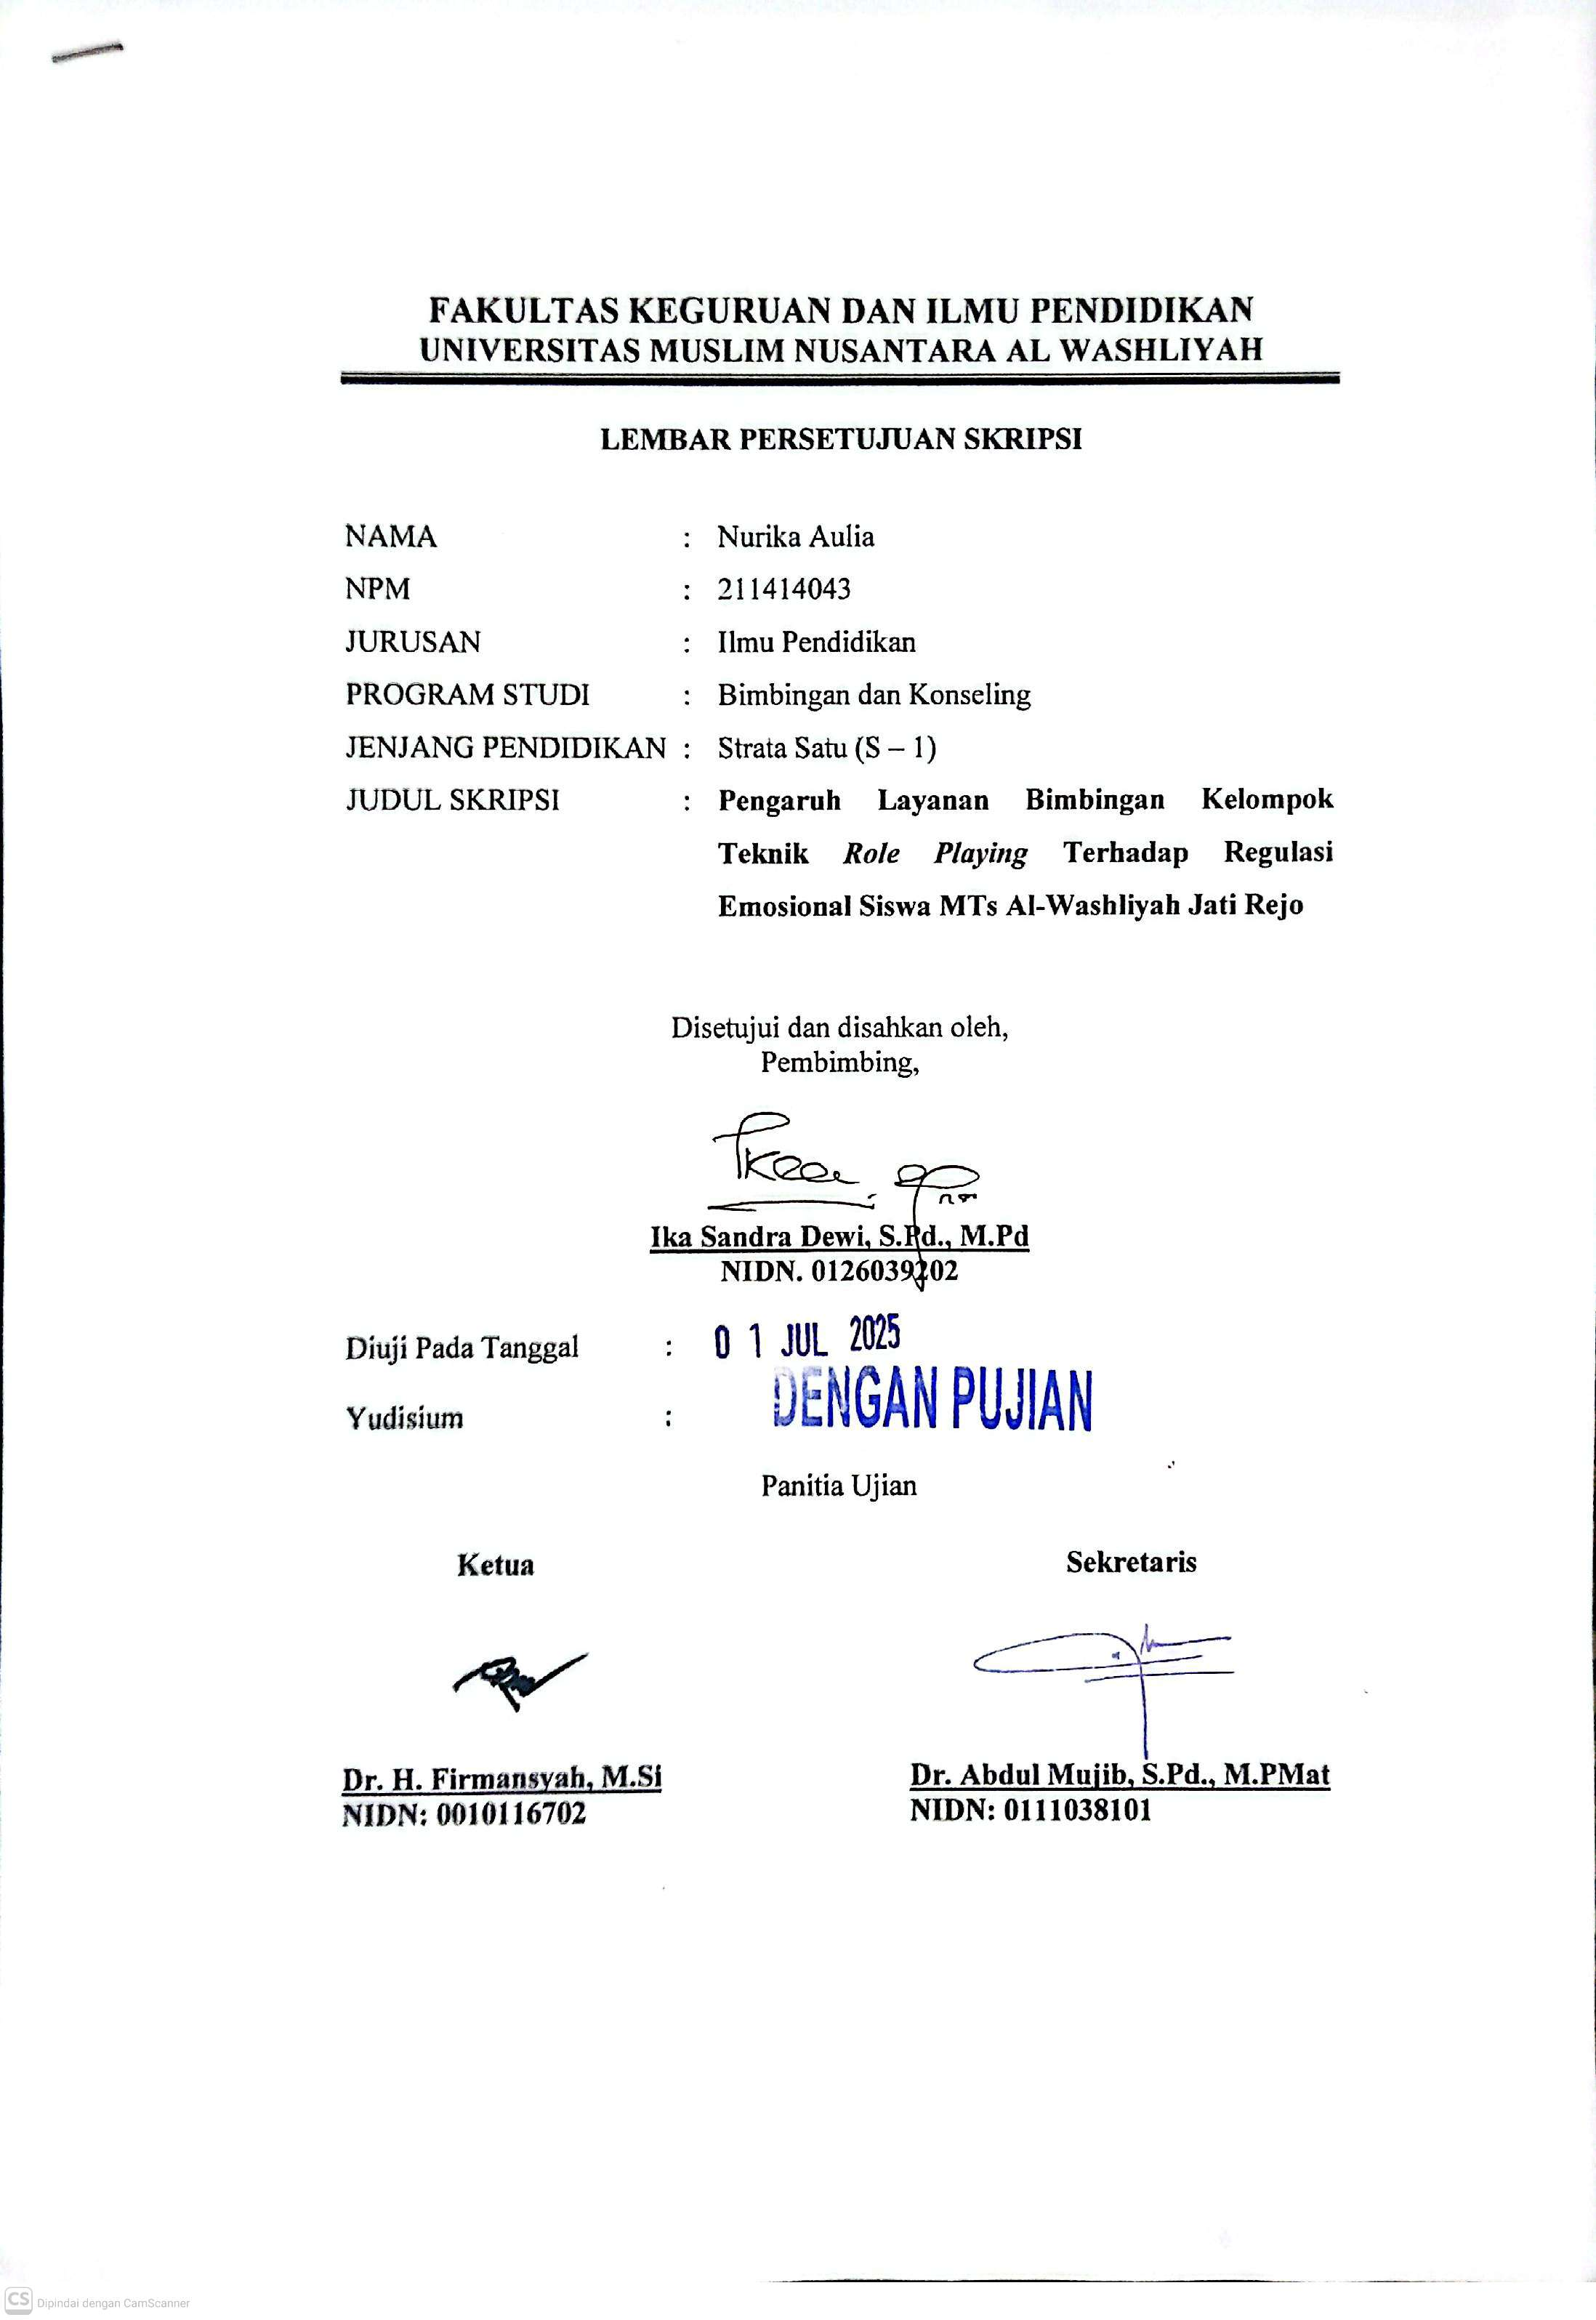 FAKULTAS KEGURUAN DAN ILMU PENDIDIKAN
UNIVERSITAS MUSLIM NUSANTARA AL WASHLIYAH
LEMBAR PERSETUJUAN SKRIPSI
NAMA : Nurika Aulia
NPM : 211414043
JURUSAN : Ilmu Pendidikan
PROGRAM STUDI : Bimbingan dan Konseling
JENJANG PENDIDIKAN : Strata Satu (S – 1)
JUDUL SKRIPSI : Pengaruh Layanan Bimbingan Kelompok
Teknik Role Playing Terhadap Regulasi
Emosional Siswa MTs Al-Washliyah Jati Rejo
Disetujui dan disahkan oleh,
Pembimbing,
Ika Sandra Dewi, S.Pd., M.Pd
NIDN. 0126039202
Diuji Pada Tanggal : 01 JUL 2025
Yudisium : DENGAN PUJIAN
Panitia Ujian
Ketua Sekretaris
Dr. H. Firmansyah, M.Si Dr. Abdul Mujib, S.Pd., M.PMat
NIDN: 0010116702 NIDN: 0111038101
CS Dipindai dengan CamScanner